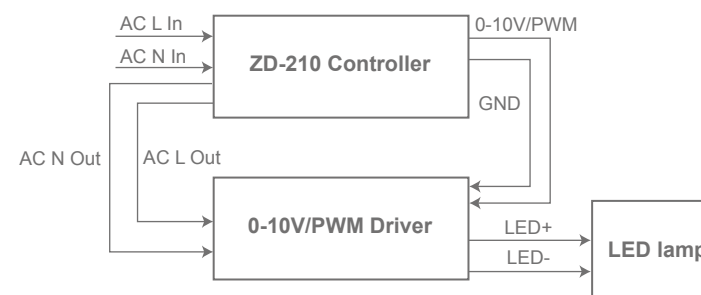 AC L In
0-10V/PWM
AC N In
ZD-210 Controller
GND
AC N Out
AC L Out
0-10V/PWM Driver
LED+
LED-
LED lamp